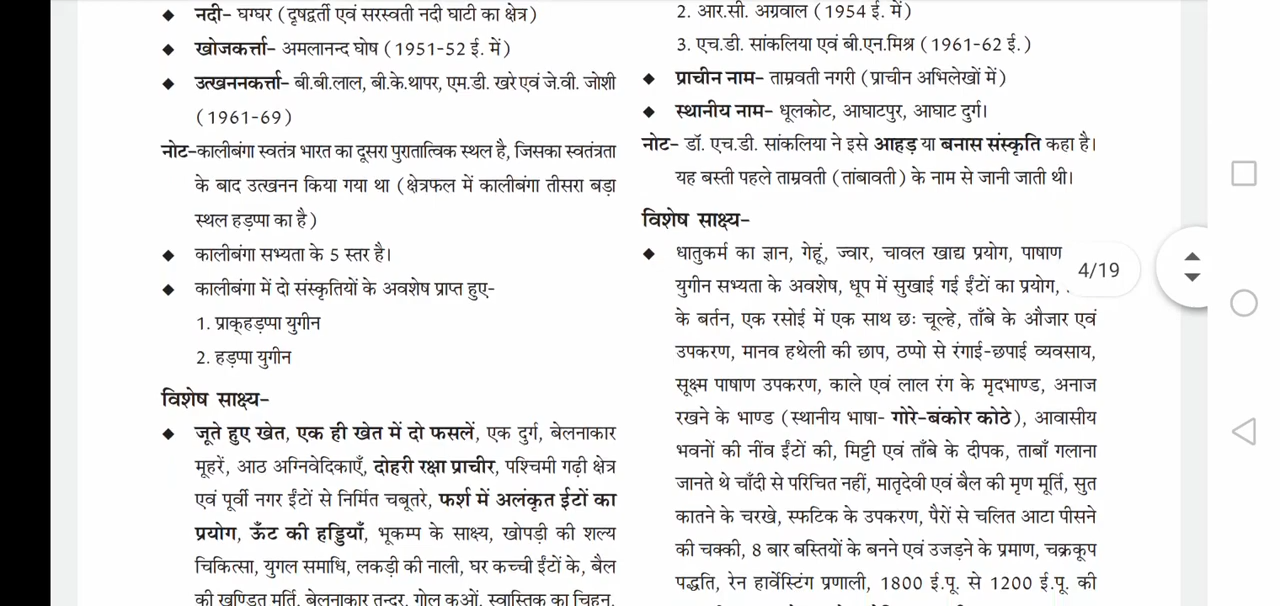 ◆ नदी– घग्घर (दृषद्वर्ती एवं सरस्वती नदी घाटी का क्षेत्र)
◆ खोजकर्त्ता– अमलानन्द घोष (1951-52 ई. में)
◆ उत्खननकर्त्ता– बी.बी.लाल, बी.के.थापर, एम.डी. खरे एवं जे.वी. जोशी
(1961-69)
नोट–कालीबंगा स्वतंत्र भारत का दूसरा पुरातात्विक स्थल है, जिसका स्वतंत्रता
के बाद उत्खनन किया गया था (क्षेत्रफल में कालीबंगा तीसरा बड़ा
स्थल हड़प्पा का है)
◆ कालीबंगा सभ्यता के 5 स्तर है।
◆ कालीबंगा में दो संस्कृतियों के अवशेष प्राप्त हुए–
1. प्राक्‌हड़प्पा युगीन
2. हड़प्पा युगीन
विशेष साक्ष्य–
◆ जूते हुए खेत, एक ही खेत में दो फसलें, एक दुर्ग, बेलनाकार
मूहरें, आठ अग्निवेदिकाएँ, दोहरी रक्षा प्राचीर, पश्चिमी गढ़ी क्षेत्र
एवं पूर्वी नगर ईंटों से निर्मित चबूतरे, फर्श में अलंकृत ईटों का
प्रयोग, ऊँट की हड्डियाँ, भूकम्प के साक्ष्य, खोपड़ी की शल्य
चिकित्सा, युगल समाधि, लकड़ी की नाली, घर कच्ची ईंटों के, बैल
की खण्डित मूर्ति, बेलनाकार तन्दूर, गोल कुओं, स्वास्तिक का चिह्न,
2. आर.सी. अग्रवाल (1954 ई. में)
3. एच.डी. सांकलिया एवं बी.एन.मिश्र (1961-62 ई.)
◆ प्राचीन नाम– ताम्रवती नगरी (प्राचीन अभिलेखों में)
◆ स्थानीय नाम– धूलकोट, आघाटपुर, आघाट दुर्ग।
नोट– डॉ. एच.डी. सांकलिया ने इसे आहड़ या बनास संस्कृति कहा है।
यह बस्ती पहले ताम्रवती (तांबावती) के नाम से जानी जाती थी।
विशेष साक्ष्य–
◆ धातुकर्म का ज्ञान, गेहूं, ज्वार, चावल खाद्य प्रयोग, पाषाण
युगीन सभ्यता के अवशेष, धूप में सुखाई गई ईंटों का प्रयोग,
के बर्तन, एक रसोई में एक साथ छः चूल्हे, ताँबे के औजार एवं
उपकरण, मानव हथेली की छाप, ठप्पो से रंगाई-छपाई व्यवसाय,
सूक्ष्म पाषाण उपकरण, काले एवं लाल रंग के मृदभाण्ड, अनाज
रखने के भाण्ड (स्थानीय भाषा– गोरे-बंकोर कोठे), आवासीय
भवनों की नींव ईंटों की, मिट्टी एवं ताँबे के दीपक, ताबाँ गलाना
जानते थे चाँदी से परिचित नहीं, मातृदेवी एवं बैल की मृण मूर्ति, सुत
कातने के चरखे, स्फटिक के उपकरण, पैरों से चलित आटा पीसने
की चक्की, 8 बार बस्तियों के बनने एवं उजड़ने के प्रमाण, चक्रकूप
पद्धति, रेन हार्वेस्टिंग प्रणाली, 1800 ई.पू. से 1200 ई.पू. की
4/19